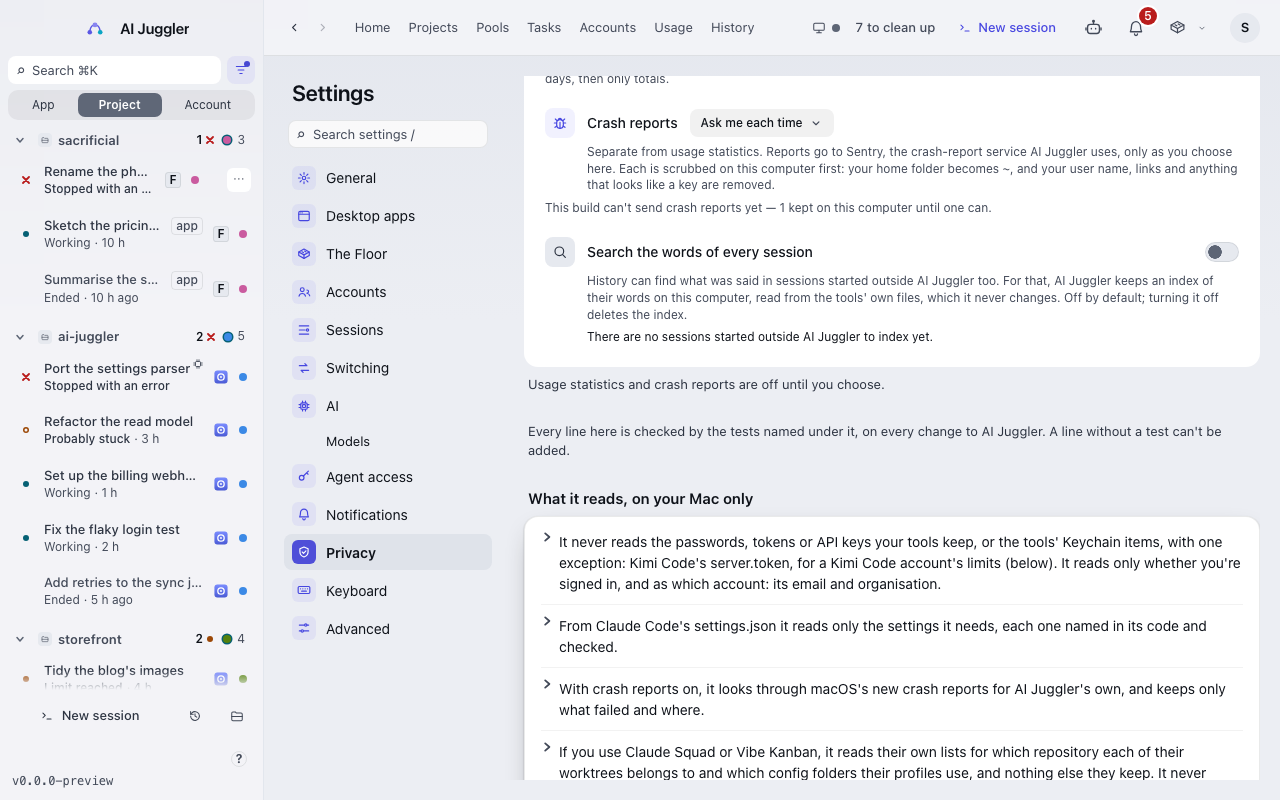 AI Juggler
Search ⌘K
App Project Account
sacrificial 1 3
Rename the ph... F
Stopped with an ...
Sketch the pricin... app F
Working · 10 h
Summarise the s... app F
Ended · 10 h ago
ai-juggler 2 5
Port the settings parser
Stopped with an error
Refactor the read model
Probably stuck · 3 h
Set up the billing webh...
Working · 1 h
Fix the flaky login test
Working · 2 h
Add retries to the sync j...
Ended · 5 h ago
storefront 2 4
Tidy the blog's images
Limit reached · 4 h
New session
?
v0.0.0-preview
Home Projects Pools Tasks Accounts Usage History
7 to clean up
New session
5
S
Settings
Search settings /
General
Desktop apps
The Floor
Accounts
Sessions
Switching
AI
Models
Agent access
Notifications
Privacy
Keyboard
Advanced
days, then only totals.
Crash reports Ask me each time
Separate from usage statistics. Reports go to Sentry, the crash-report service AI Juggler uses, only as you choose
here. Each is scrubbed on this computer first: your home folder becomes ~, and your user name, links and anything
that looks like a key are removed.
This build can't send crash reports yet — 1 kept on this computer until one can.
Search the words of every session
History can find what was said in sessions started outside AI Juggler too. For that, AI Juggler keeps an index of
their words on this computer, read from the tools' own files, which it never changes. Off by default; turning it off
deletes the index.
There are no sessions started outside AI Juggler to index yet.
Usage statistics and crash reports are off until you choose.
Every line here is checked by the tests named under it, on every change to AI Juggler. A line without a test can't be
added.
What it reads, on your Mac only
It never reads the passwords, tokens or API keys your tools keep, or the tools' Keychain items, with one
exception: Kimi Code's server.token, for a Kimi Code account's limits (below). It reads only whether you're
signed in, and as which account: its email and organisation.
From Claude Code's settings.json it reads only the settings it needs, each one named in its code and
checked.
With crash reports on, it looks through macOS's new crash reports for AI Juggler's own, and keeps only
what failed and where.
If you use Claude Squad or Vibe Kanban, it reads their own lists for which repository each of their
worktrees belongs to and which config folders their profiles use, and nothing else they keep. It never